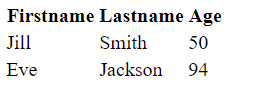 Firstname Lastname Age
Jill Smith 50
Eve Jackson 94